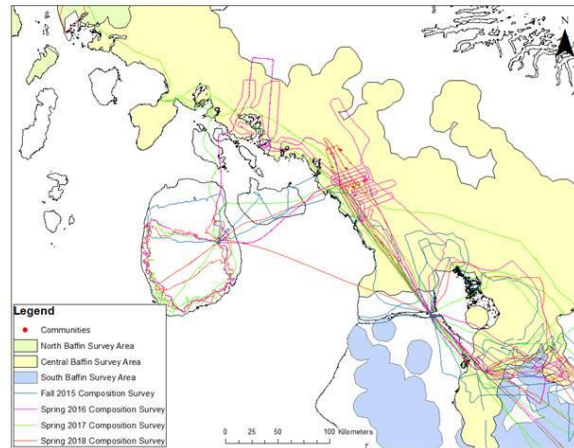 N
Legend
Communities
North Baffin Survey Area
Central Baffin Survey Area
South Baffin Survey Area
Fall 2015 Composition Survey
Spring 2016 Composition Survey
Spring 2017 Composition Survey
Spring 2018 Composition Survey
0 25 50 100 Kilometers